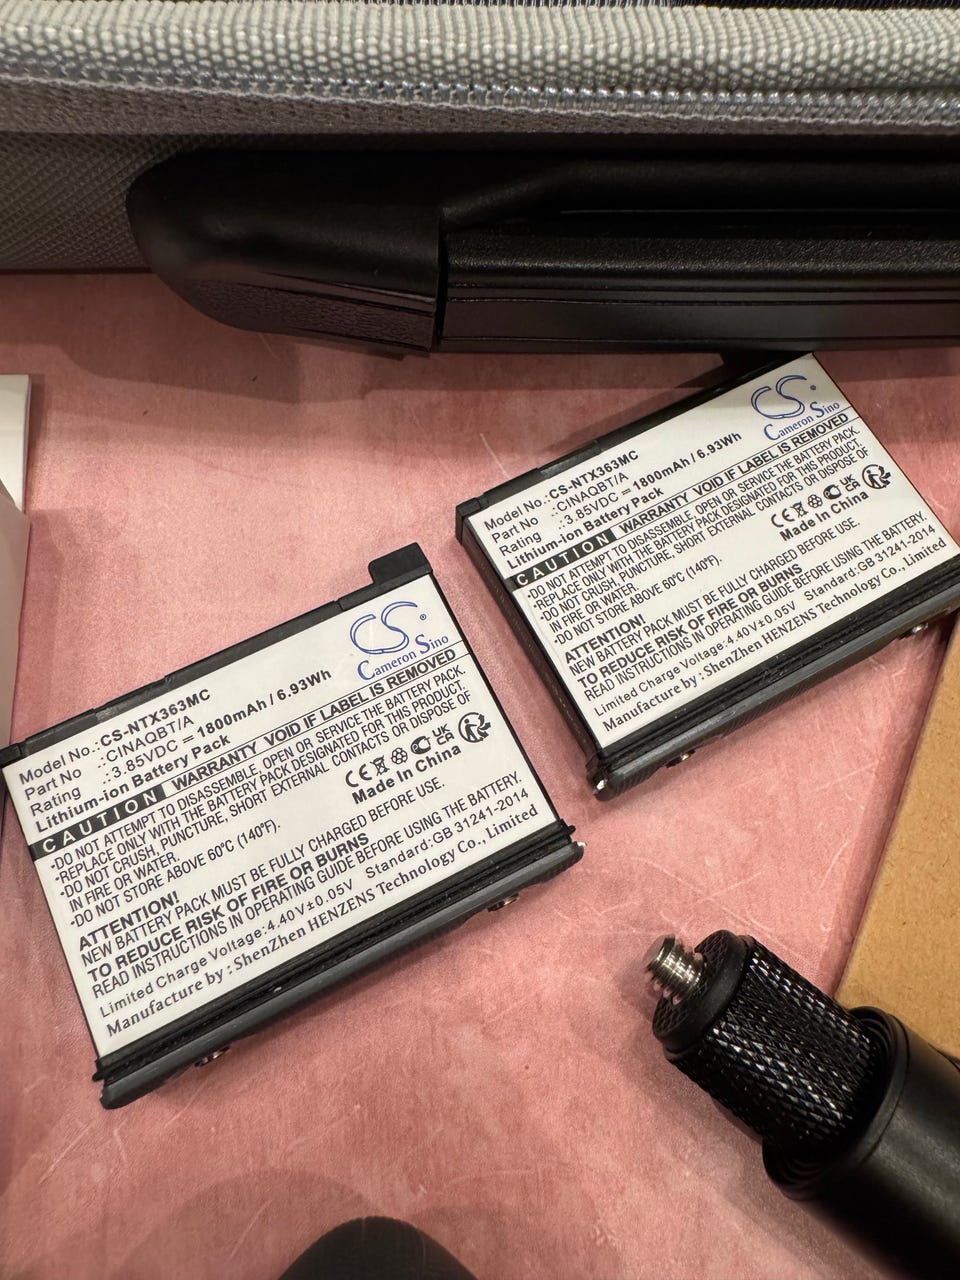 CS®
Cameron Sino
Model No.:CS-NTX363MC
Part No .:CINAQBT/A
Rating .:3.85VDC = 1800mAh / 6.93Wh
Lithium-ion Battery Pack
CAUTION WARRANTY VOID IF LABEL IS REMOVED
-DO NOT ATTEMPT TO DISASSEMBLE, OPEN OR SERVICE BATTERY PACK.
-REPLACE ONLY WITH THE BATTERY PACK DESIGNATED FOR THIS PRODUCT.
-DO NOT CRUSH, PUNCTURE, SHORT EXTERNAL CONTACTS OR DISPOSE OF
IN FIRE OR WATER.
-DO NOT STORE ABOVE 60°C (140°F).
CE UK CA
Made In China
ATTENTION!
NEW BATTERY PACK MUST BE FULLY CHARGED BEFORE USE.
TO REDUCE RISK OF FIRE OR BURNS
READ INSTRUCTIONS IN OPERATING GUIDE BEFORE USING THE BATTERY.
Limited Charge Voltage:4.40V±0.05V Standard:GB 31241-2014
Manufacture by : ShenZhen HENZENS Technology Co., Limited
CS®
Cameron Sino
Model No.:CS-NTX363MC
Part No .:CINAQBT/A
Rating .:3.85VDC = 1800mAh / 6.93Wh
Lithium-ion Battery Pack
CAUTION WARRANTY VOID IF LABEL IS REMOVED
-DO NOT ATTEMPT TO DISASSEMBLE, OPEN OR SERVICE BATTERY PACK.
-REPLACE ONLY WITH THE BATTERY PACK DESIGNATED FOR THIS PRODUCT.
-DO NOT CRUSH, PUNCTURE, SHORT EXTERNAL CONTACTS OR DISPOSE OF
IN FIRE OR WATER.
-DO NOT STORE ABOVE 60°C (140°F).
CE UK CA
Made In China
ATTENTION!
NEW BATTERY PACK MUST BE FULLY CHARGED BEFORE USE.
TO REDUCE RISK OF FIRE OR BURNS
READ INSTRUCTIONS IN OPERATING GUIDE BEFORE USING THE BATTERY.
Limited Charge Voltage:4.40V±0.05V Standard:GB 31241-2014
Manufacture by : ShenZhen HENZENS Technology Co., Limited